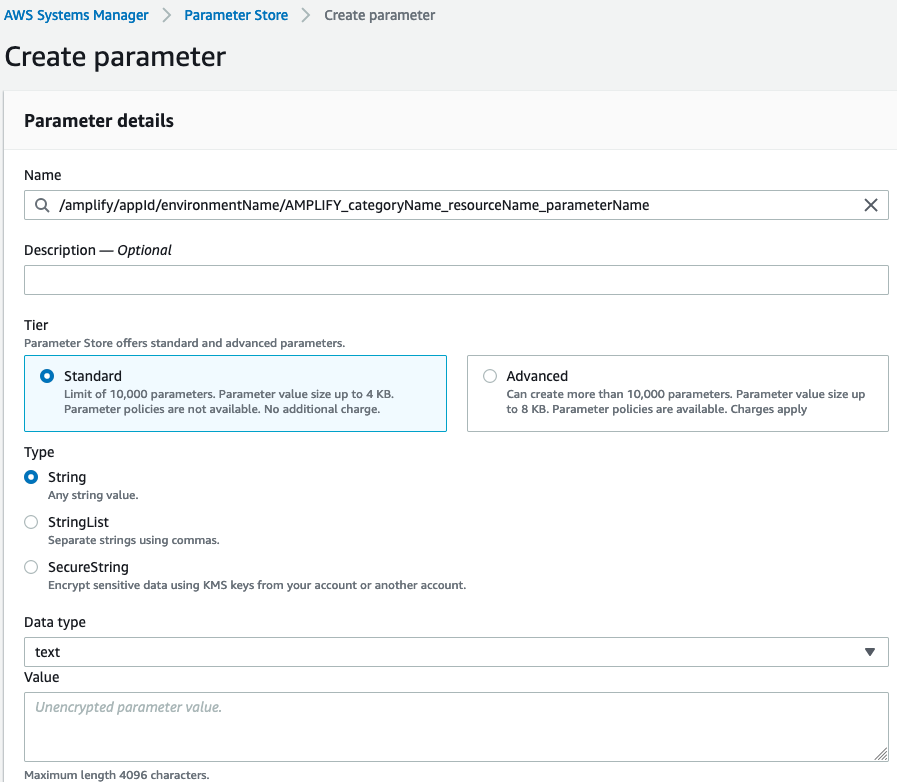 AWS Systems Manager > Parameter Store > Create parameter
Create parameter
Parameter details
Name
/amplify/appId/environmentName/AMPLIFY_categoryName_resourceName_parameterName
Description — Optional
Tier
Parameter Store offers standard and advanced parameters.
Standard
Limit of 10,000 parameters. Parameter value size up to 4 KB.
Parameter policies are not available. No additional charge.
Advanced
Can create more than 10,000 parameters. Parameter value size up
to 8 KB. Parameter policies are available. Charges apply
Type
String
Any string value.
StringList
Separate strings using commas.
SecureString
Encrypt sensitive data using KMS keys from your account or another account.
Data type
text
Value
Unencrypted parameter value.
Maximum length 4096 characters.